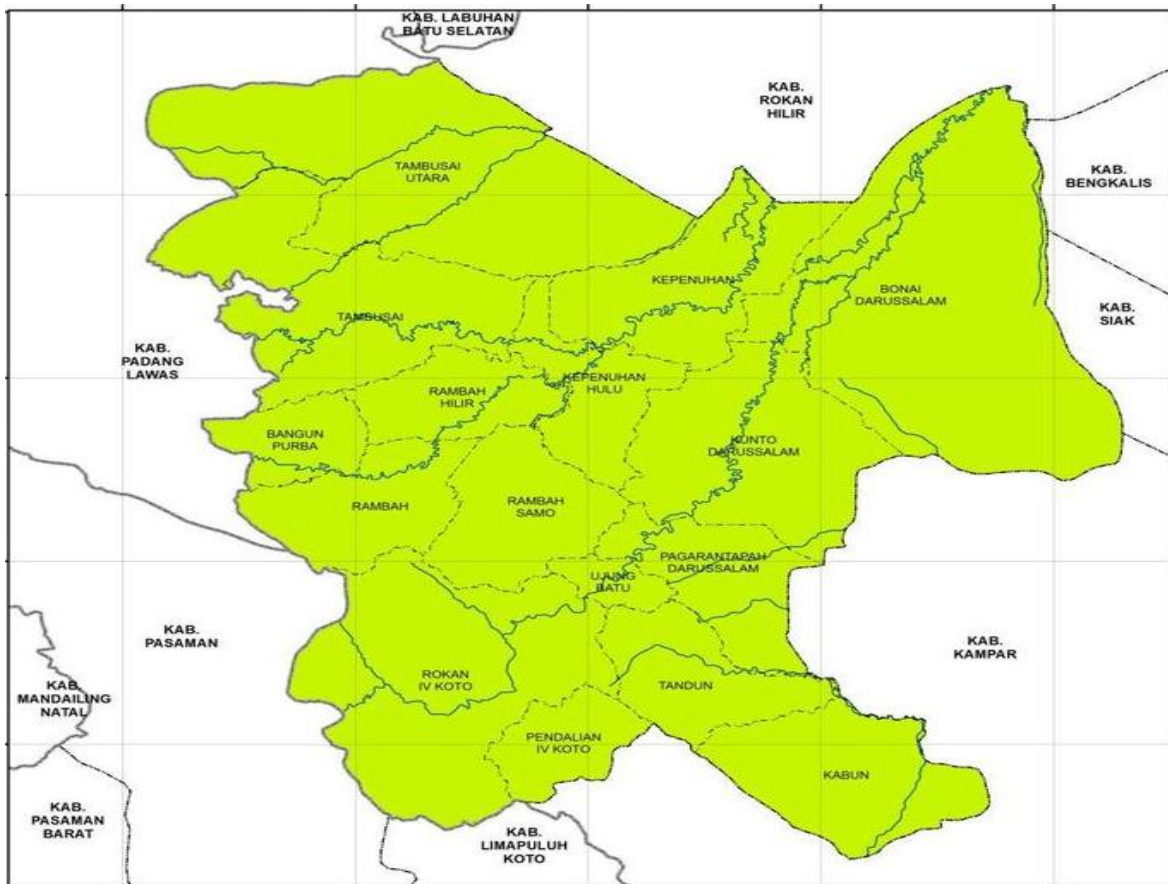 KAB. LABUHAN
BATU SELATAN
KAB.
ROKAN
HILIR
TAMBUSAI
UTARA
KAB.
BENGKALIS
KEPENUHAN
BONAI
DARUSSALAM
KAB.
SIAK
TAMBUSAI
KAB.
PADANG
LAWAS
KEPENUHAN
HULU
RAMBAH
HILIR
BANGUN
PURBA
KUNTO
DARUSSALAM
RAMBAH
RAMBAH
SAMO
PAGARANTAPAH
DARUSSALAM
UJUNG
BATU
KAB.
PASAMAN
KAB.
KAMPAR
ROKAN
IV KOTO
TANDUN
KAB.
MANDAILING
NATAL
PENDALIAN
IV KOTO
KABUN
KAB.
PASAMAN
BARAT
KAB.
LIMAPULUH
KOTO